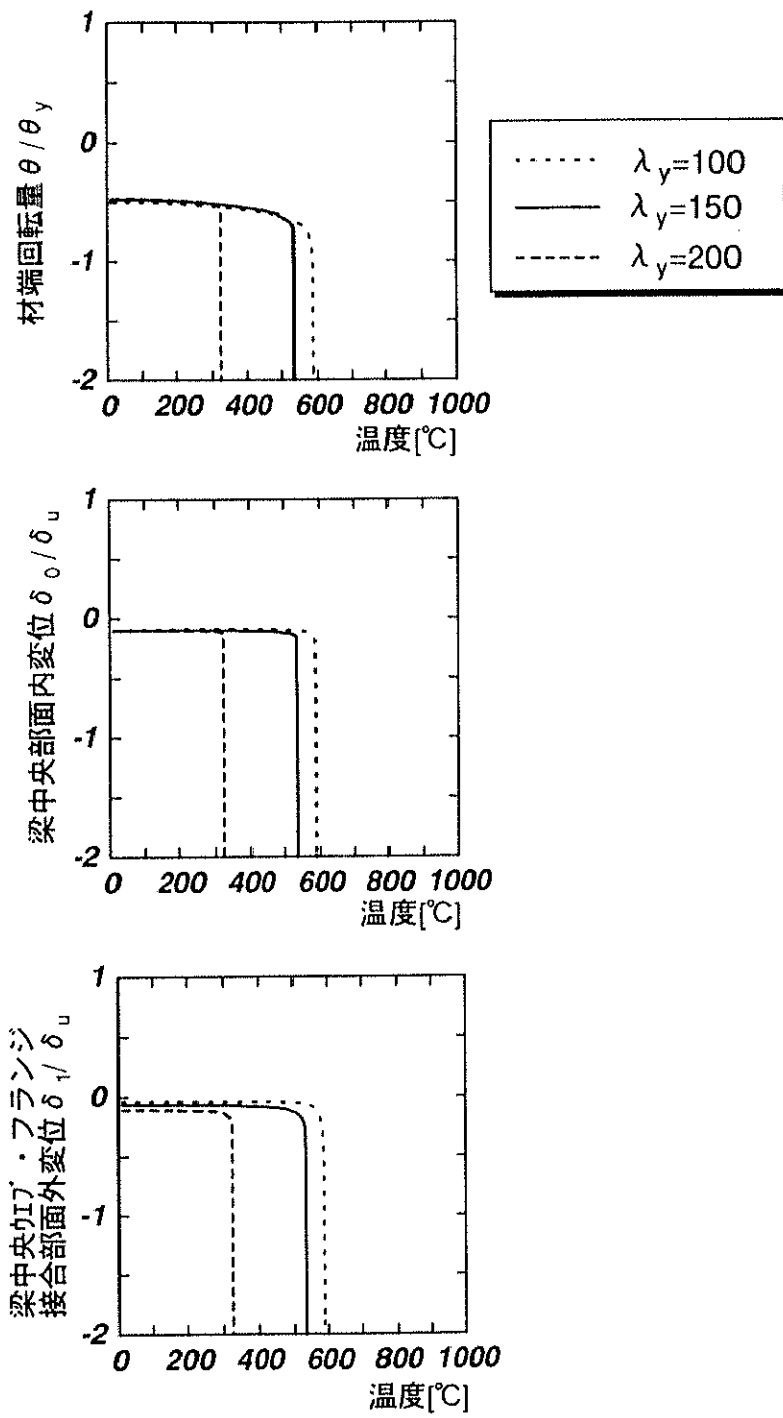 材端回転量 θ/θy
1
0
-1
-2
0 200 400 600 800 1000
温度[℃]
λy=100
λy=150
λy=200
梁中央部面内変位 δ0/δu
1
0
-1
-2
0 200 400 600 800 1000
温度[℃]
梁中央ｳｴﾌﾞ・フランジ
接合部面外変位 δ1/δu
1
0
-1
-2
0 200 400 600 800 1000
温度[℃]